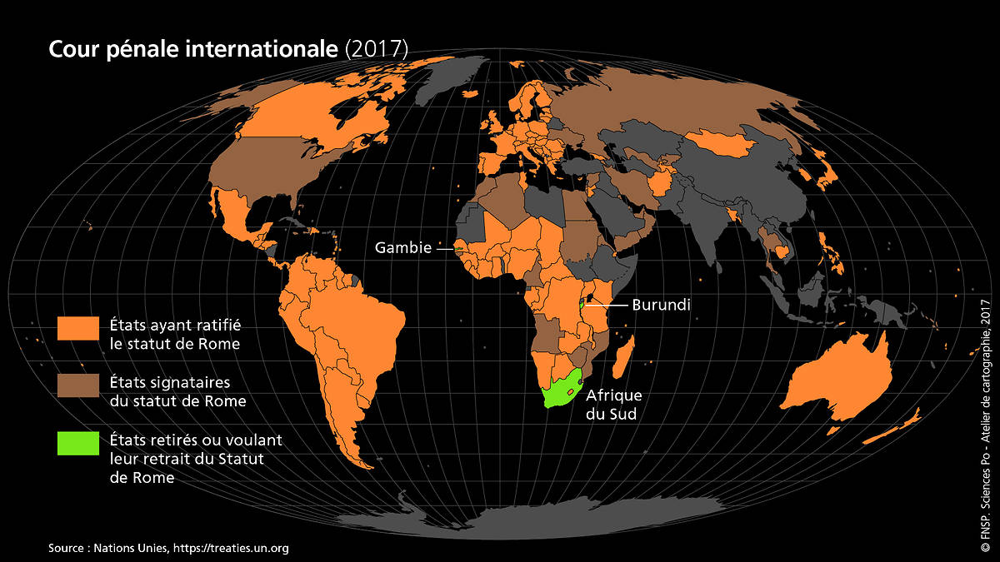 Cour pénale internationale (2017)
Gambie
Burundi
Afrique
du Sud
États ayant ratifié
le statut de Rome
États signataires
du statut de Rome
États retirés ou voulant
leur retrait du Statut
de Rome
Source : Nations Unies, https://treaties.un.org
© FNSP. Sciences Po - Atelier de cartographie, 2017